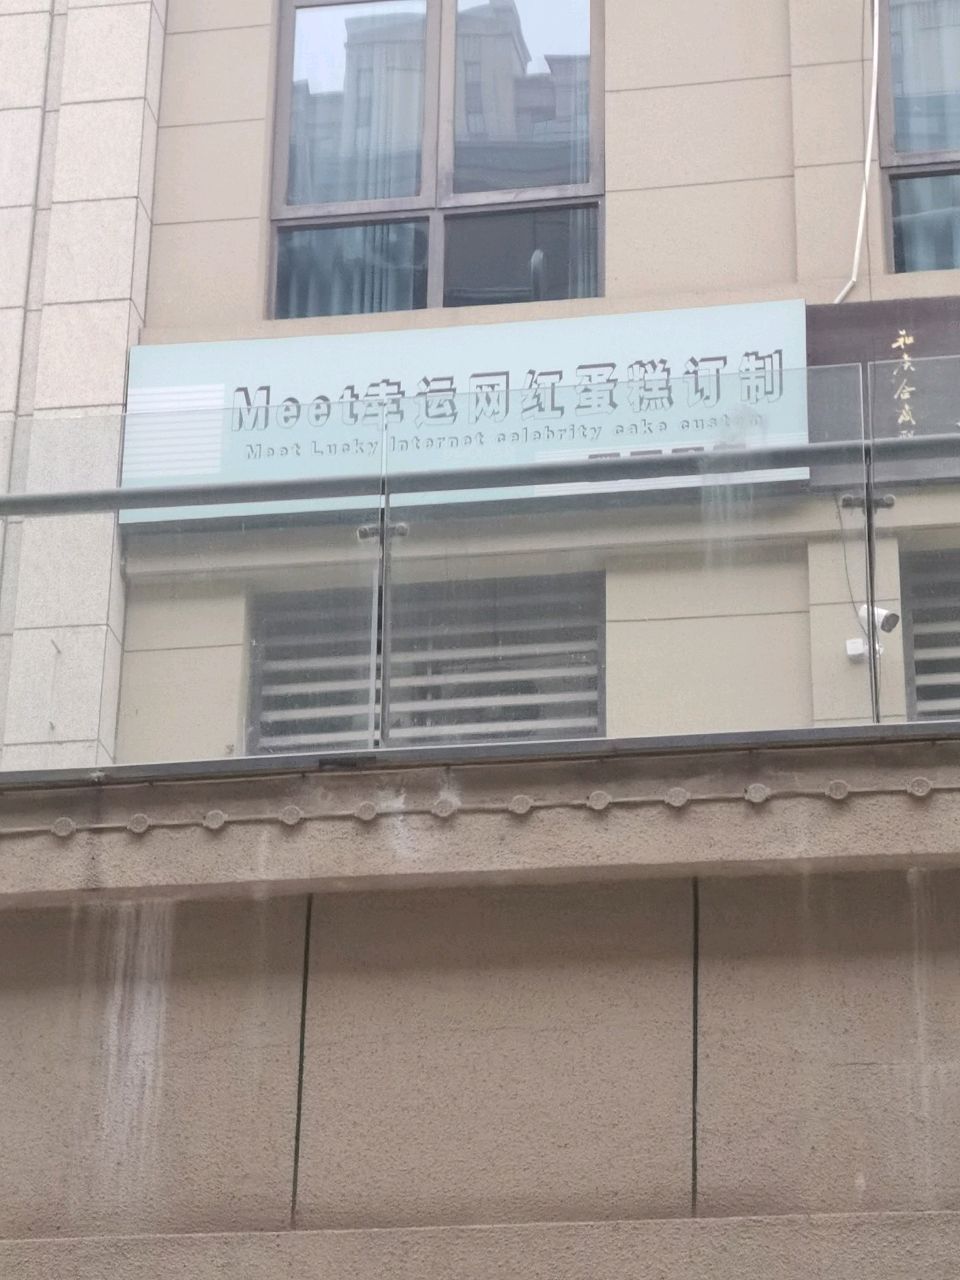 Meet幸运网红蛋糕订制
Meet Lucky Internet celebrity cake custom